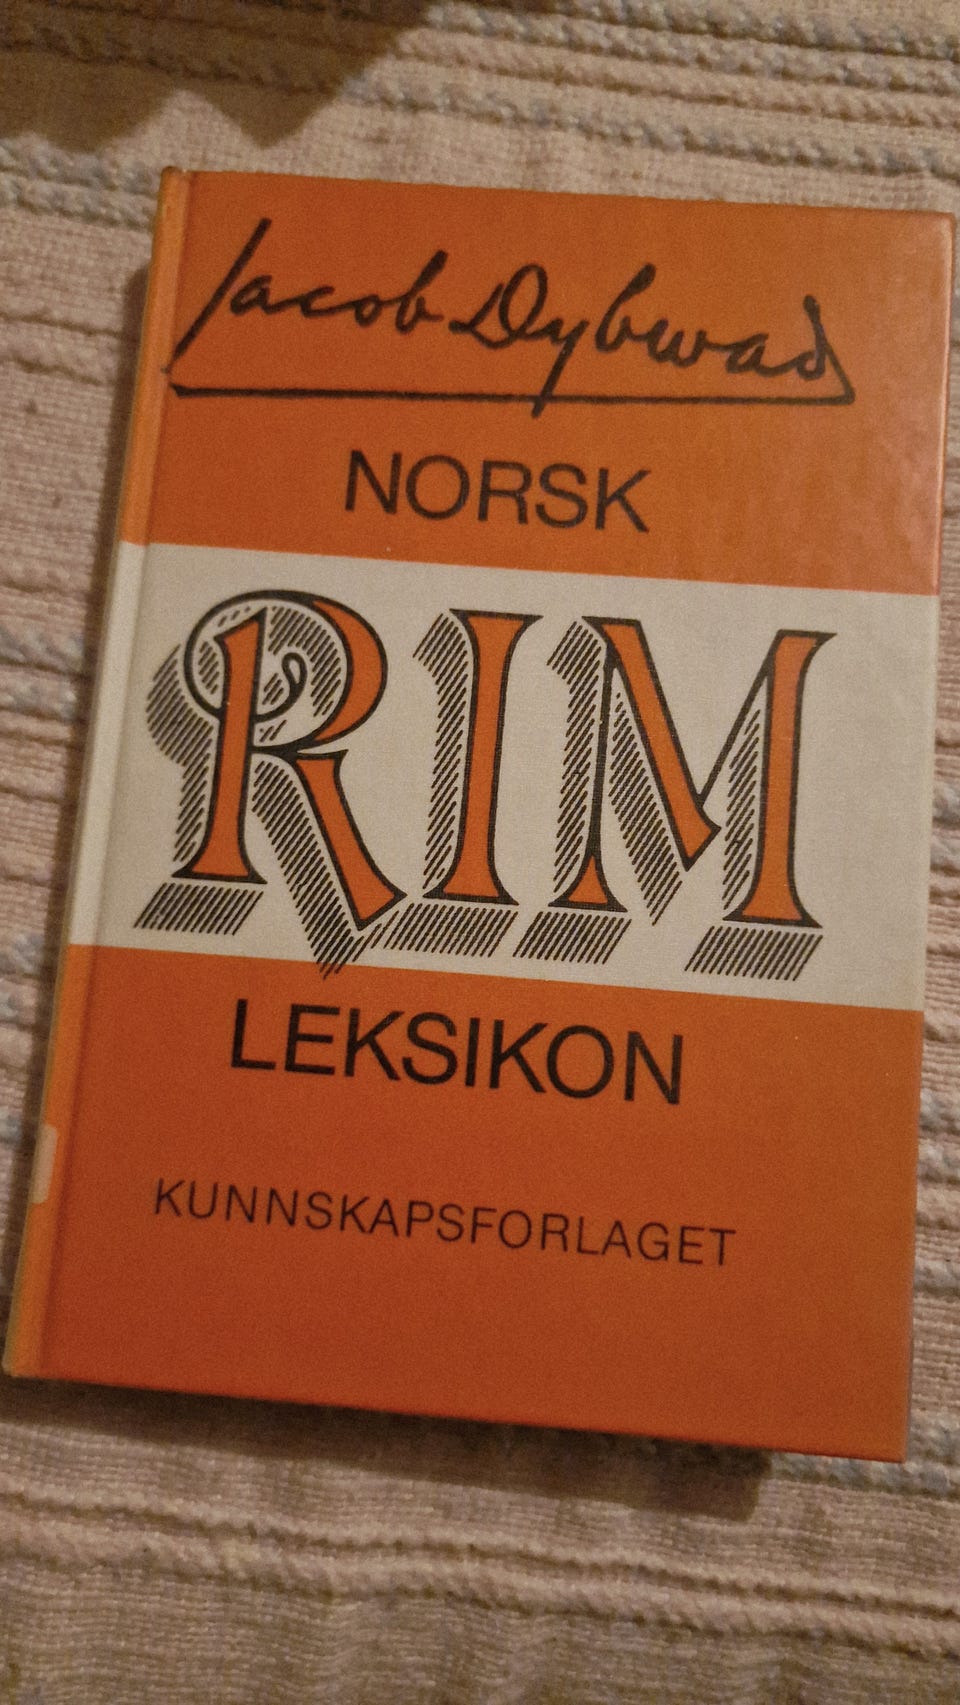 Jacob Dybwad
NORSK
RIM
LEKSIKON
KUNNSKAPSFORLAGET